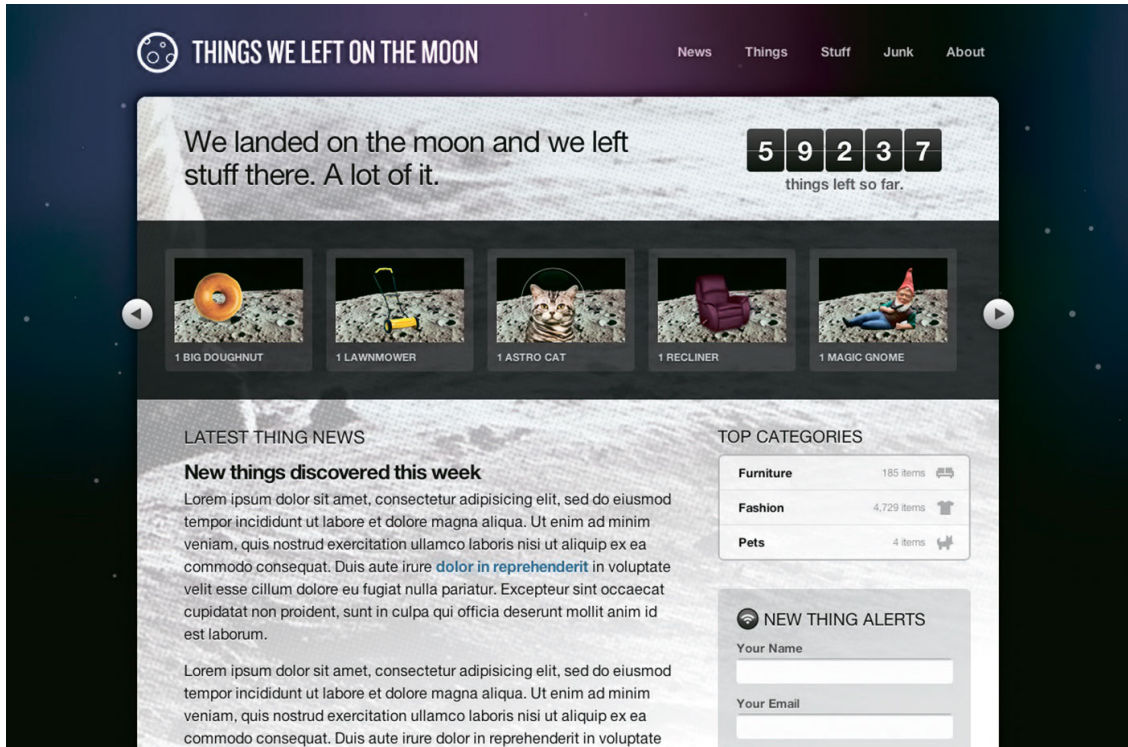 THINGS WE LEFT ON THE MOON
News Things Stuff Junk About
We landed on the moon and we left
stuff there. A lot of it.
5 9 2 3 7
things left so far.
1 BIG DOUGHNUT
1 LAWNMOWER
1 ASTRO CAT
1 RECLINER
1 MAGIC GNOME
LATEST THING NEWS
New things discovered this week
Lorem ipsum dolor sit amet, consectetur adipisicing elit, sed do eiusmod
tempor incididunt ut labore et dolore magna aliqua. Ut enim ad minim
veniam, quis nostrud exercitation ullamco laboris nisi ut aliquip ex ea
commodo consequat. Duis aute irure dolor in reprehenderit in voluptate
velit esse cillum dolore eu fugiat nulla pariatur. Excepteur sint occaecat
cupidatat non proident, sunt in culpa qui officia deserunt mollit anim id
est laborum.
Lorem ipsum dolor sit amet, consectetur adipisicing elit, sed do eiusmod
tempor incididunt ut labore et dolore magna aliqua. Ut enim ad minim
veniam, quis nostrud exercitation ullamco laboris nisi ut aliquip ex ea
commodo consequat. Duis aute irure dolor in reprehenderit in voluptate
TOP CATEGORIES
Furniture 185 items
Fashion 4,729 items
Pets 4 items
NEW THING ALERTS
Your Name
Your Email